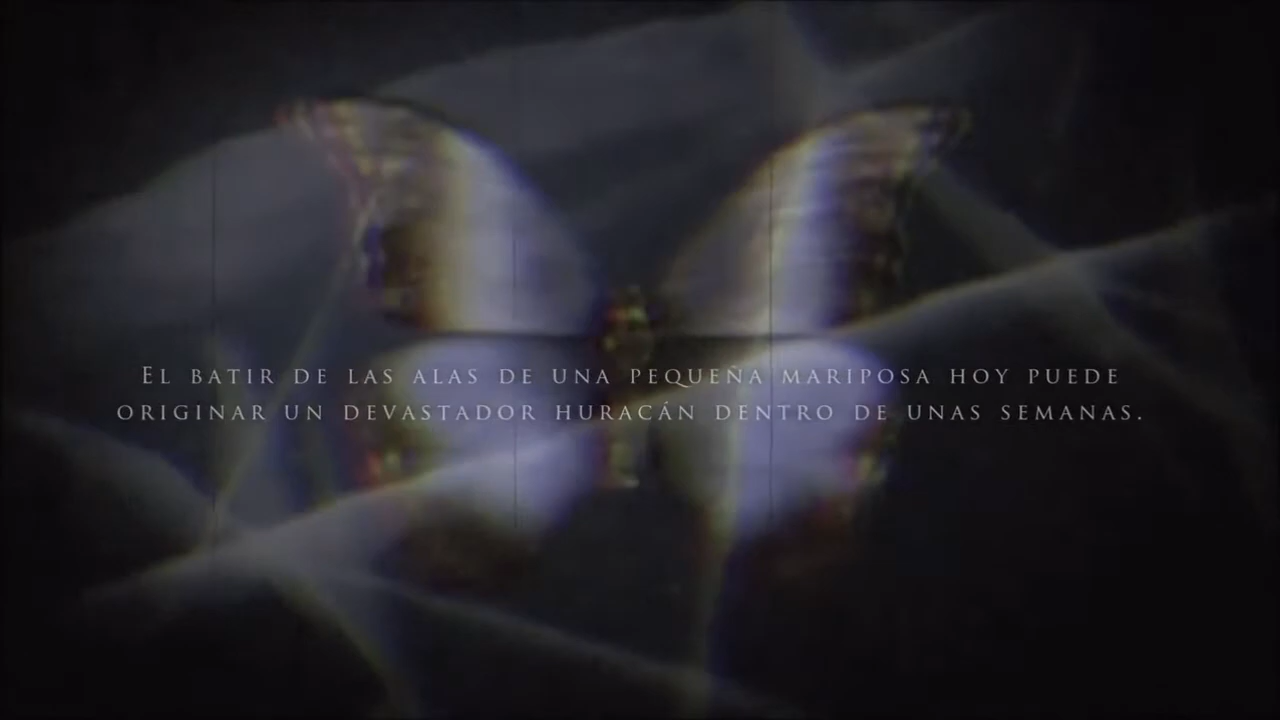 El batir de las alas de una pequeña mariposa hoy puede
originar un devastador huracán dentro de unas semanas.